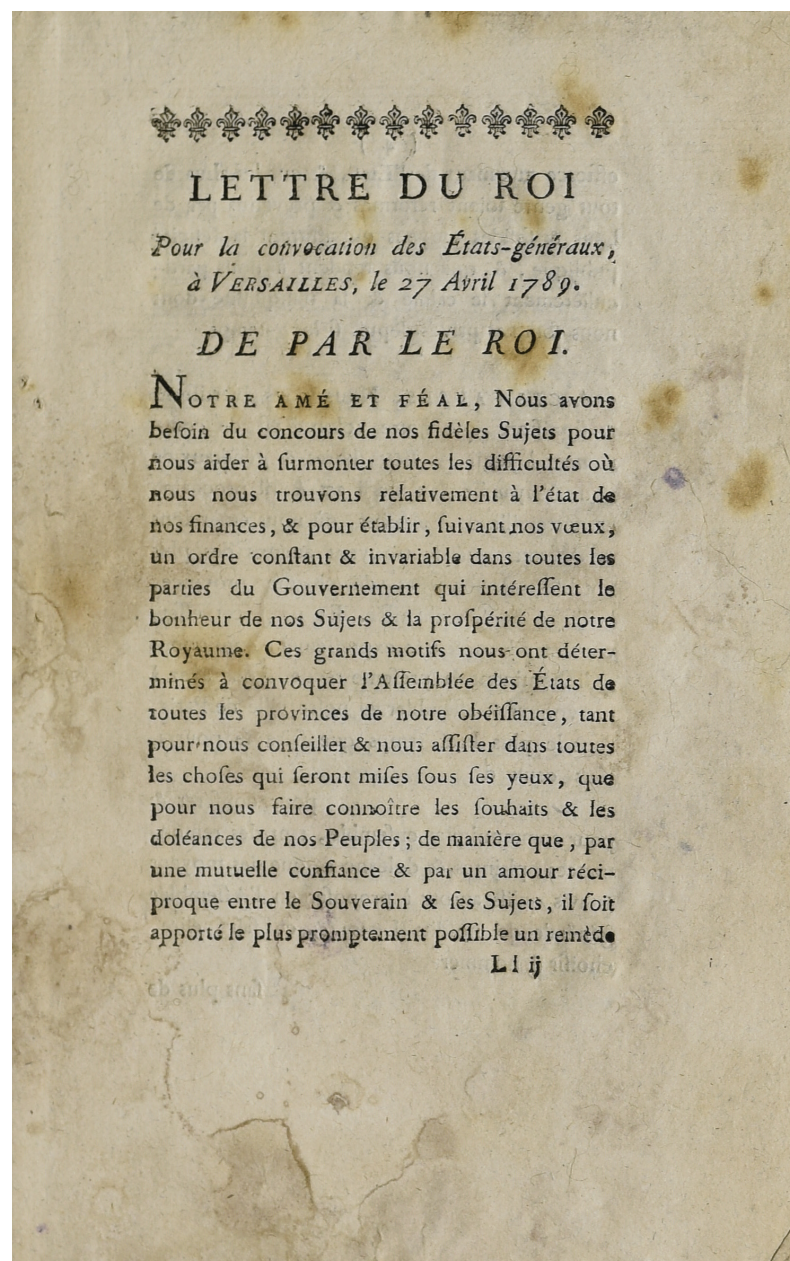 LETTRE DU ROI
Pour la convocation des États-généraux,
à VERSAILLES, le 27 Avril 1789.
DE PAR LE ROI.
NOTRE AMÉ ET FÉAL, Nous avons
beſoin du concours de nos fidèles Sujets pour
nous aider à ſurmonter toutes les difficultés où
nous nous trouvons relativement à l'état de
nos finances, & pour établir, ſuivant nos vœux,
un ordre conſtant & invariable dans toutes les
parties du Gouvernement qui intéreſſent le
bonheur de nos Sujets & la proſpérité de notre
Royaume. Ces grands motifs nous ont déter-
minés à convoquer l'Aſſemblée des États de
toutes les provinces de notre obéiſſance, tant
pour nous conſeiller & nous aſſiſter dans toutes
les choſes qui ſeront miſes ſous ſes yeux, que
pour nous faire connoître les ſouhaits & les
doléances de nos Peuples ; de manière que, par
une mutuelle confiance & par un amour réci-
proque entre le Souverain & ſes Sujets, il ſoit
apporté le plus promptement poſſible un remède
Ll ij